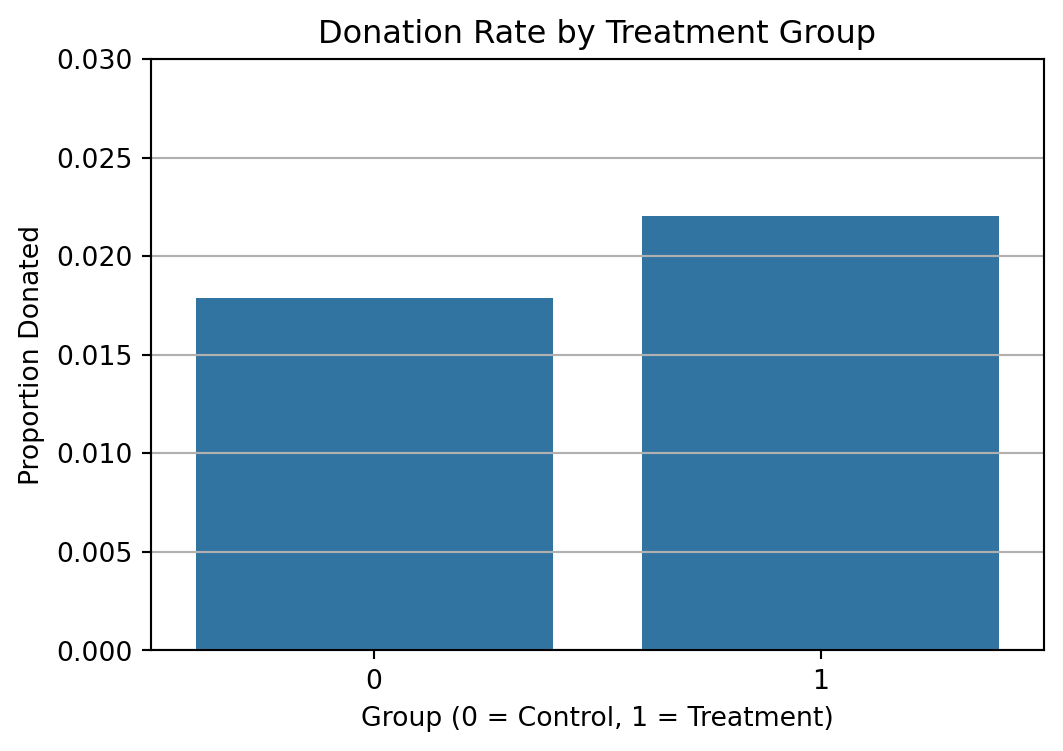 Donation Rate by Treatment Group
Proportion Donated
0.030
0.025
0.020
0.015
0.010
0.005
0.000
0 1
Group (0 = Control, 1 = Treatment)